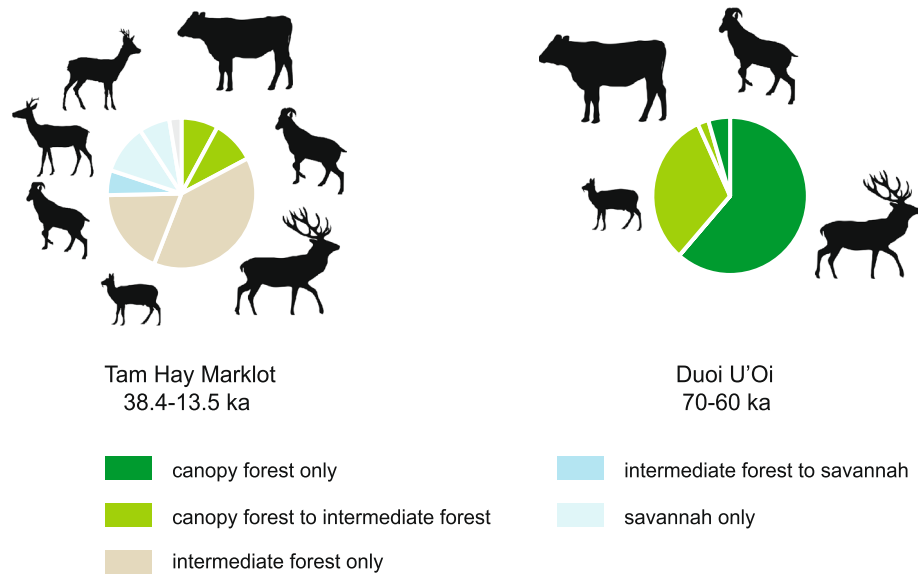 Tam Hay Marklot
38.4-13.5 ka
Duoi U'Oi
70-60 ka
canopy forest only
canopy forest to intermediate forest
intermediate forest only
intermediate forest to savannah
savannah only